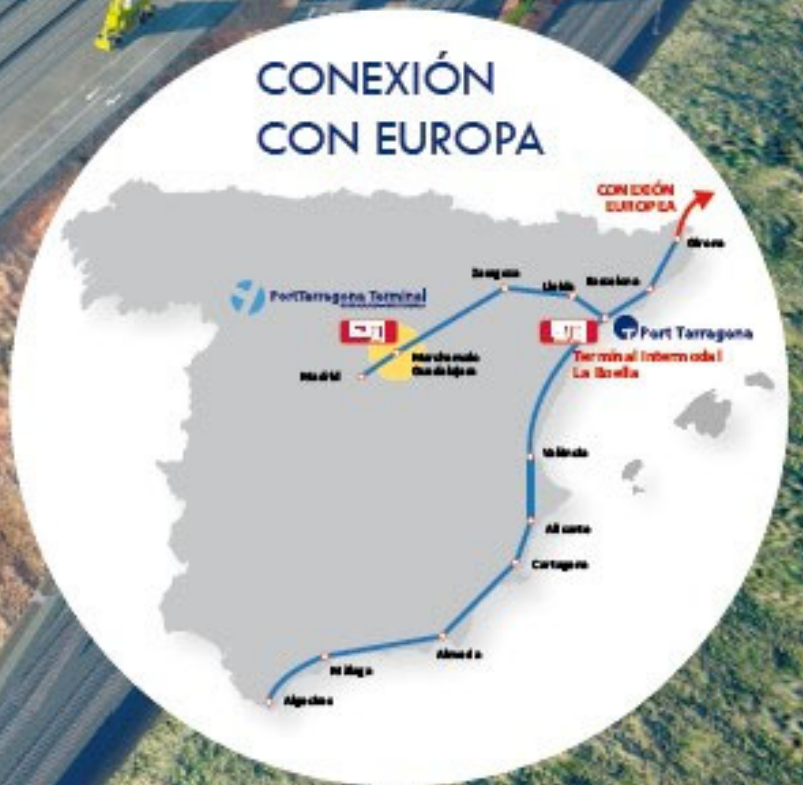 CONEXIÓN
CON EUROPA
CONEXIÓN
EUROPEA
Girona
Zaragoza
Lleida
Barcelona
PortTarragona Terminal
Port Tarragona
Terminal Intermodal
La Boella
Marchamalo
Guadalajara
Madrid
València
Alicante
Cartagena
Almería
Málaga
Algeciras